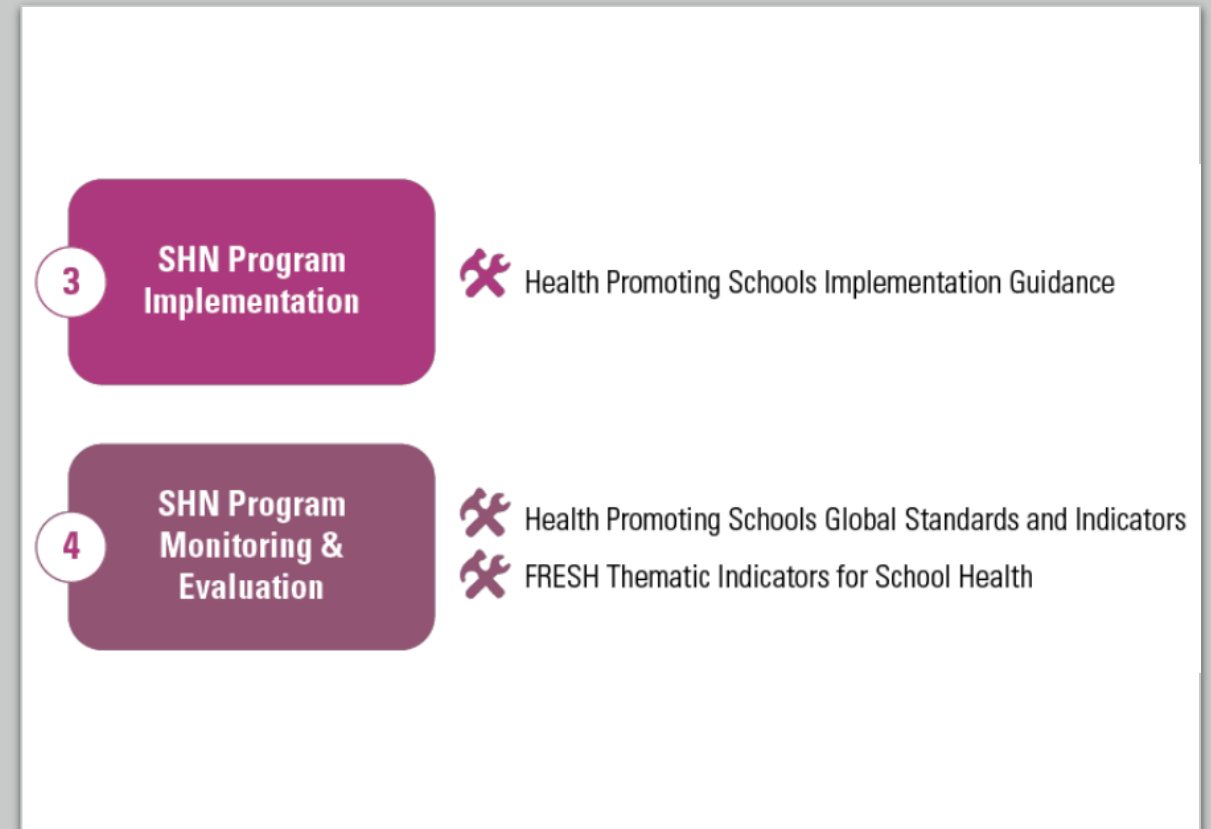 3
SHN Program
Implementation
Health Promoting Schools Implementation Guidance
4
SHN Program
Monitoring &
Evaluation
Health Promoting Schools Global Standards and Indicators
FRESH Thematic Indicators for School Health